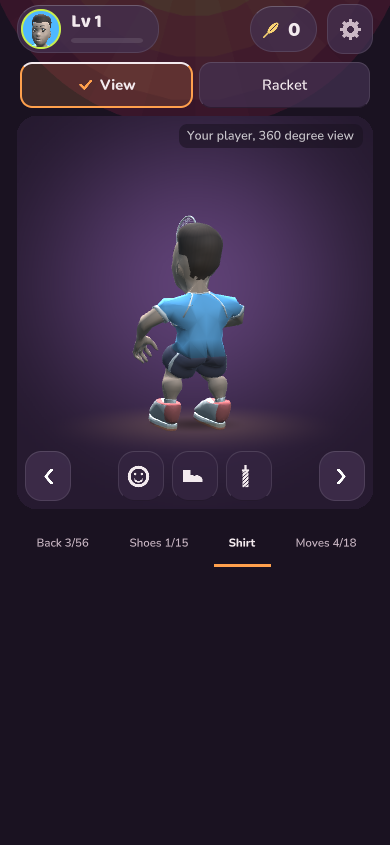 Lv 1
0
View
Racket
Your player, 360 degree view
Back 3/56
Shoes 1/15
Shirt
Moves 4/18